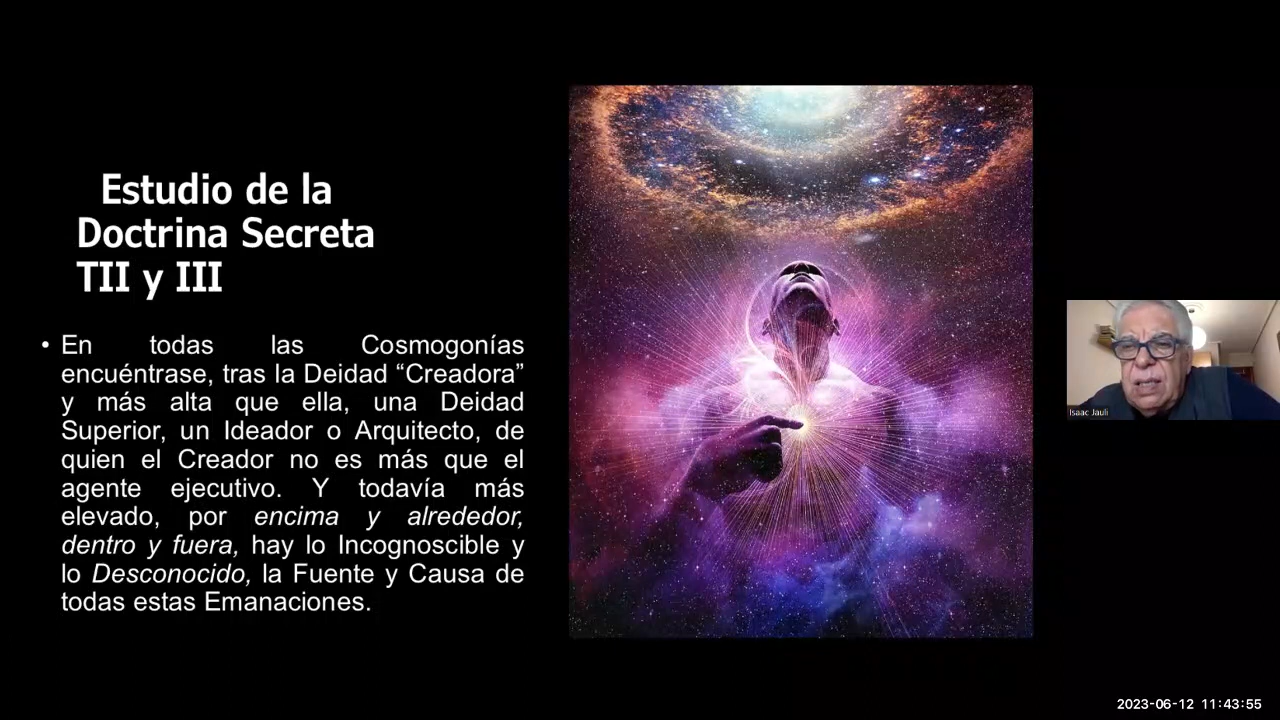 Estudio de la
Doctrina Secreta
TII y III
• En todas las Cosmogonías
encuéntrase, tras la Deidad “Creadora”
y más alta que ella, una Deidad
Superior, un Ideador o Arquitecto, de
quien el Creador no es más que el
agente ejecutivo. Y todavía más
elevado, por encima y alrededor,
dentro y fuera, hay lo Incognoscible y
lo Desconocido, la Fuente y Causa de
todas estas Emanaciones.
Isaac Jauli
2023-06-12 11:43:55